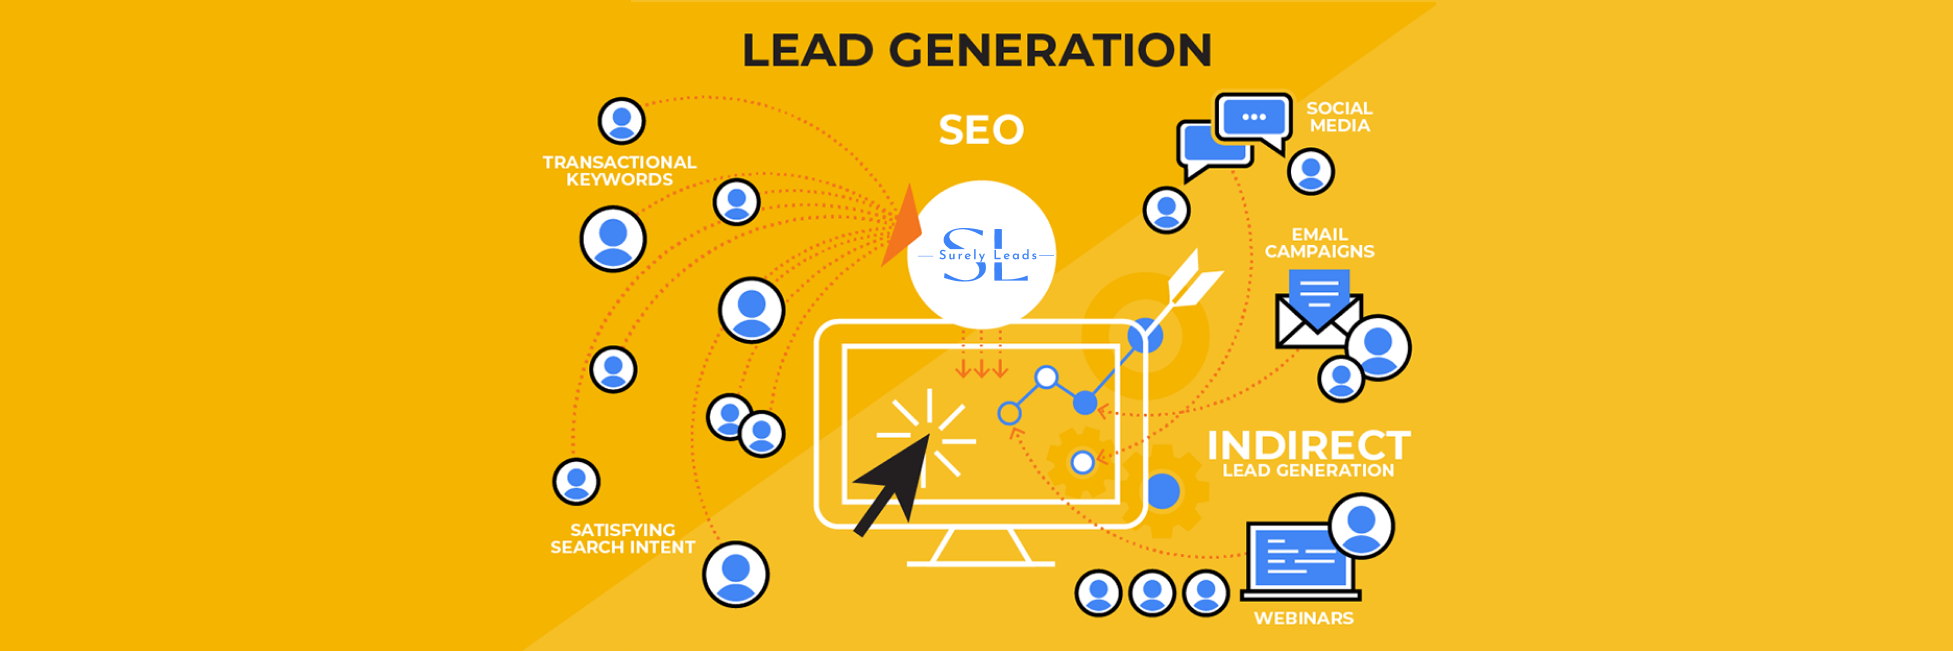 LEAD GENERATION
SEO
TRANSACTIONAL
KEYWORDS
SL
Surely Leads
SATISFYING
SEARCH INTENT
SOCIAL
MEDIA
EMAIL
CAMPAIGNS
INDIRECT
LEAD GENERATION
WEBINARS